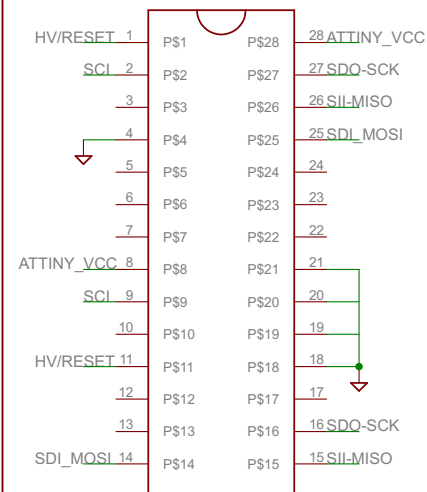 HV/RESET 1 P$1 P$28 28 ATTINY_VCC
SCI 2 P$2 P$27 27 SDO-SCK
3 P$3 P$26 26 SII-MISO
4 P$4 P$25 25 SDI_MOSI
5 P$5 P$24 24
6 P$6 P$23 23
7 P$7 P$22 22
ATTINY_VCC 8 P$8 P$21 21
SCI 9 P$9 P$20 20
10 P$10 P$19 19
HV/RESET 11 P$11 P$18 18
12 P$12 P$17 17
13 P$13 P$16 16 SDO-SCK
SDI_MOSI 14 P$14 P$15 15 SII-MISO